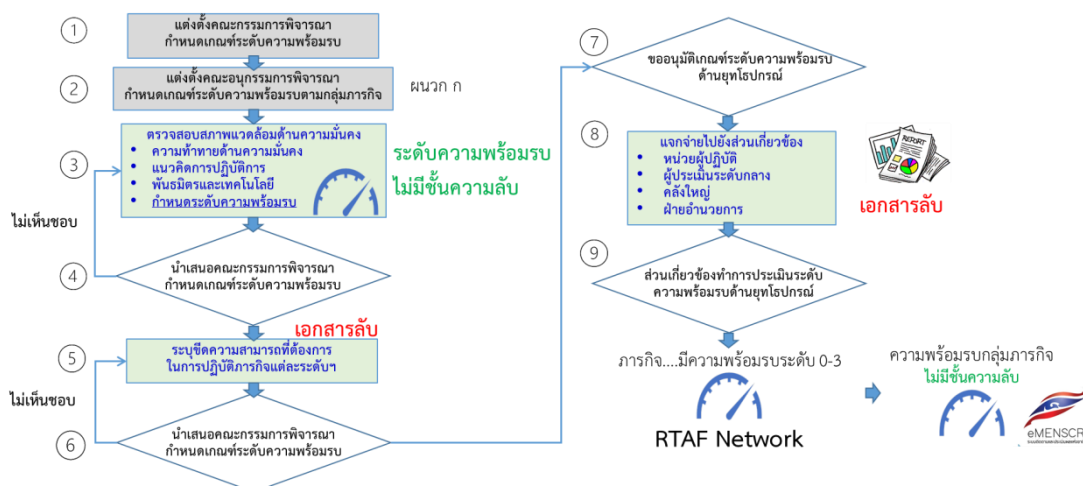 1
แต่งตั้งคณะกรรมการพิจารณา
กำหนดเกณฑ์ระดับความพร้อมรบ
2
แต่งตั้งคณะอนุกรรมการพิจารณา
กำหนดเกณฑ์ระดับความพร้อมรบตามกลุ่มภารกิจ
ผนวก ก
3
ตรวจสอบสภาพแวดล้อมด้านความมั่นคง
• ความท้าทายด้านความมั่นคง
• แนวคิดการปฏิบัติการ
• พันธมิตรและเทคโนโลยี
• กำหนดระดับความพร้อมรบ
ระดับความพร้อมรบ
ไม่มีชั้นความลับ
ไม่เห็นชอบ
4
นำเสนอคณะกรรมการพิจารณา
กำหนดเกณฑ์ระดับความพร้อมรบ
เอกสารลับ
5
ระบุขีดความสามารถที่ต้องการ
ในการปฏิบัติภารกิจแต่ละระดับฯ
ไม่เห็นชอบ
6
นำเสนอคณะกรรมการพิจารณา
กำหนดเกณฑ์ระดับความพร้อมรบ
7
ขออนุมัติเกณฑ์ระดับความพร้อมรบ
ด้านยุทโธปกรณ์
8
แจกจ่ายไปยังส่วนเกี่ยวข้อง
• หน่วยผู้ปฏิบัติ
• ผู้ประเมินระดับกลาง
• คลังใหญ่
• ฝ่ายอำนวยการ
REPORT
เอกสารลับ
9
ส่วนเกี่ยวข้องทำการประเมินระดับ
ความพร้อมรบด้านยุทโธปกรณ์
ภารกิจ....มีความพร้อมรบระดับ 0-3
RTAF Network
ความพร้อมรบกลุ่มภารกิจ
ไม่มีชั้นความลับ
eMENSCR